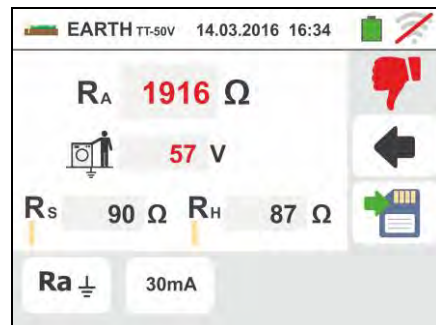 EARTH TT-50V 14.03.2016 16:34
RA 1916 Ω
57 V
RS 90 Ω RH 87 Ω
Ra ⏚ 30mA